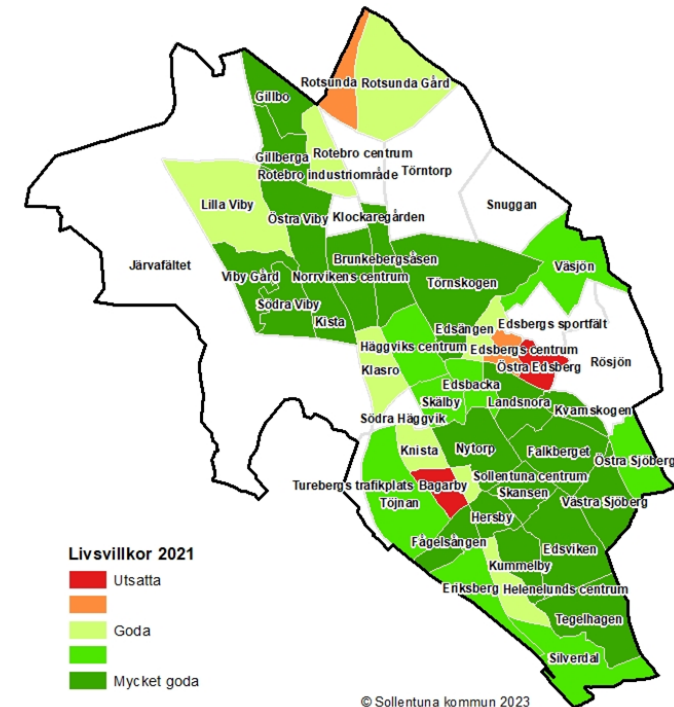 Rotsunda
Rotsunda Gård
Gillbo
Gillberga
Rotebro centrum
Rotebro industriområde
Törntorp
Lilla Viby
Östra Viby
Klockaregården
Snuggan
Järvafältet
Viby Gård
Norrvikens centrum
Brunkebergsåsen
Törnskogen
Väsjön
Södra Viby
Kista
Edsängen
Edsbergs sportfält
Häggviks centrum
Edsbergs centrum
Östra Edsberg
Rösjön
Klasro
Edsbacka
Skälby
Landsnora
Kvarnskogen
Södra Häggvik
Knista
Nytorp
Falkberget
Östra Sjöberg
Turebergs trafikplats
Bagarby
Sollentuna centrum
Töjnan
Skansen
Västra Sjöberg
Hersby
Fågelsången
Edsviken
Kummelby
Eriksberg
Helenelunds centrum
Tegelhagen
Silverdal
Livsvillkor 2021
Utsatta
Goda
Mycket goda
© Sollentuna kommun 2023